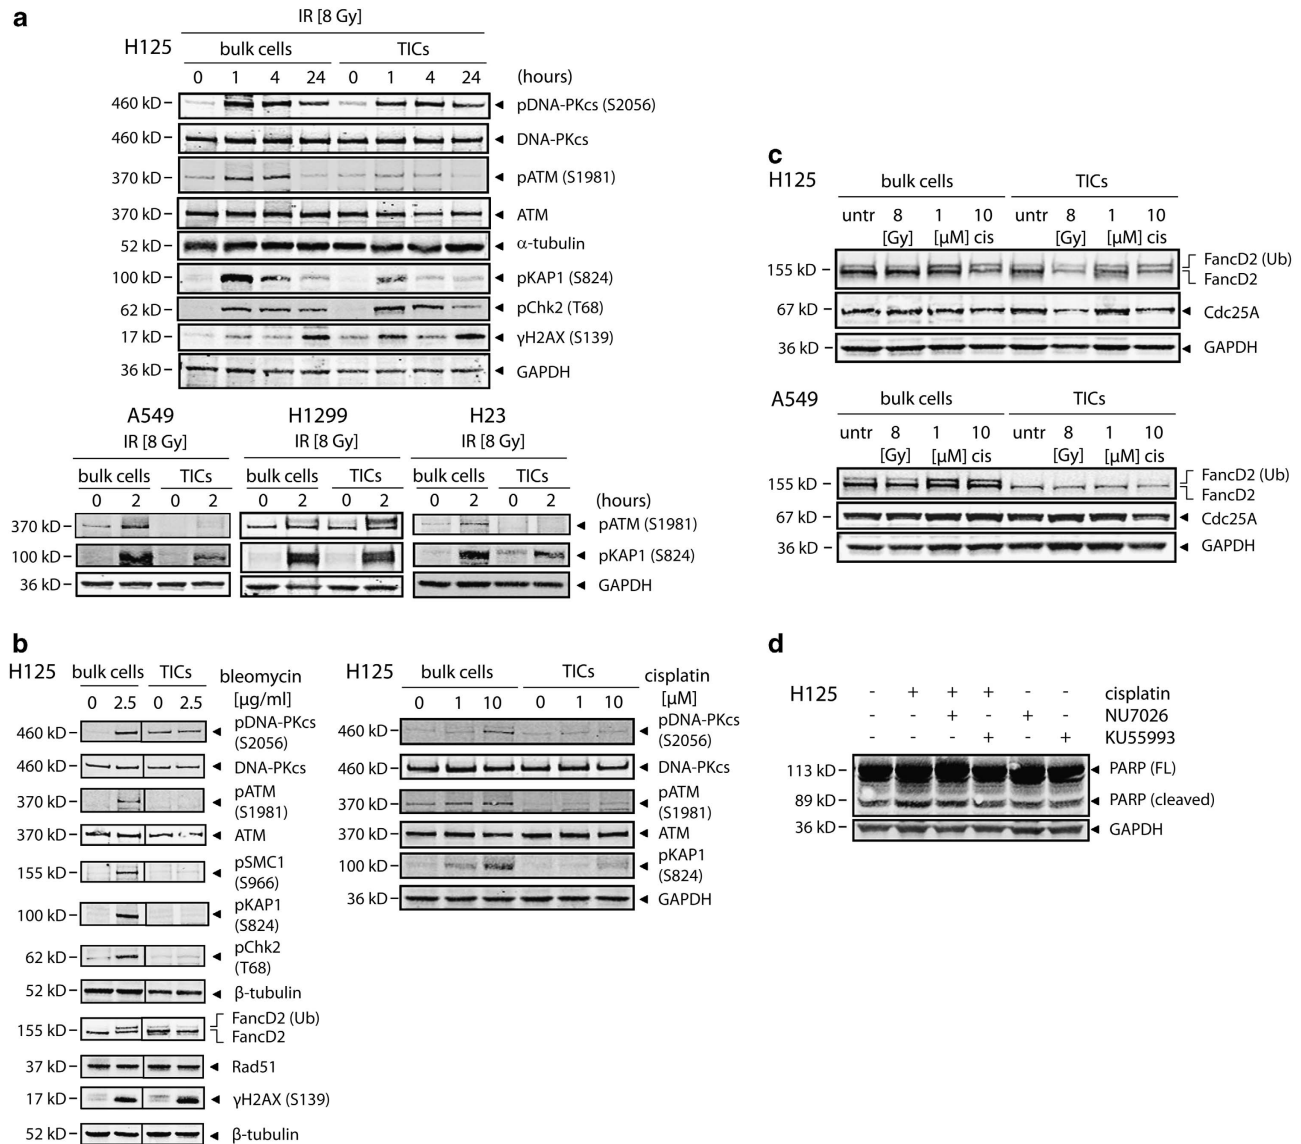 a
IR [8 Gy]
H125
bulk cells TICs
0 1 4 24 0 1 4 24 (hours)
460 kD pDNA-PKcs (S2056)
460 kD DNA-PKcs
370 kD pATM (S1981)
370 kD ATM
52 kD α-tubulin
100 kD pKAP1 (S824)
62 kD pChk2 (T68)
17 kD γH2AX (S139)
36 kD GAPDH
A549 H1299 H23
IR [8 Gy] IR [8 Gy] IR [8 Gy]
bulk cells TICs bulk cells TICs bulk cells TICs
0 2 0 2 0 2 0 2 0 2 0 2 (hours)
370 kD pATM (S1981)
100 kD pKAP1 (S824)
36 kD GAPDH
b
H125 bulk cells TICs bleomycin
[μg/ml]
0 2.5 0 2.5
460 kD pDNA-PKcs
(S2056)
460 kD DNA-PKcs
370 kD pATM
(S1981)
370 kD ATM
155 kD pSMC1
(S966)
100 kD pKAP1
(S824)
62 kD pChk2
(T68)
52 kD β-tubulin
FancD2 (Ub)
155 kD FancD2
37 kD Rad51
17 kD γH2AX (S139)
52 kD β-tubulin
H125 bulk cells TICs cisplatin
0 1 10 0 1 10 [μM]
460 kD pDNA-PKcs
(S2056)
460 kD DNA-PKcs
370 kD pATM
(S1981)
370 kD ATM
100 kD pKAP1
(S824)
36 kD GAPDH
c
H125 bulk cells TICs
untr 8 1 10 untr 8 1 10
[Gy] [μM] cis [Gy] [μM] cis
FancD2 (Ub)
155 kD FancD2
67 kD Cdc25A
36 kD GAPDH
A549 bulk cells TICs
untr 8 1 10 untr 8 1 10
[Gy] [μM] cis [Gy] [μM] cis
FancD2 (Ub)
155 kD FancD2
67 kD Cdc25A
36 kD GAPDH
d
H125 - + + + - - cisplatin
- - + - + - NU7026
- - - + - + KU55993
113 kD PARP (FL)
89 kD PARP (cleaved)
36 kD GAPDH